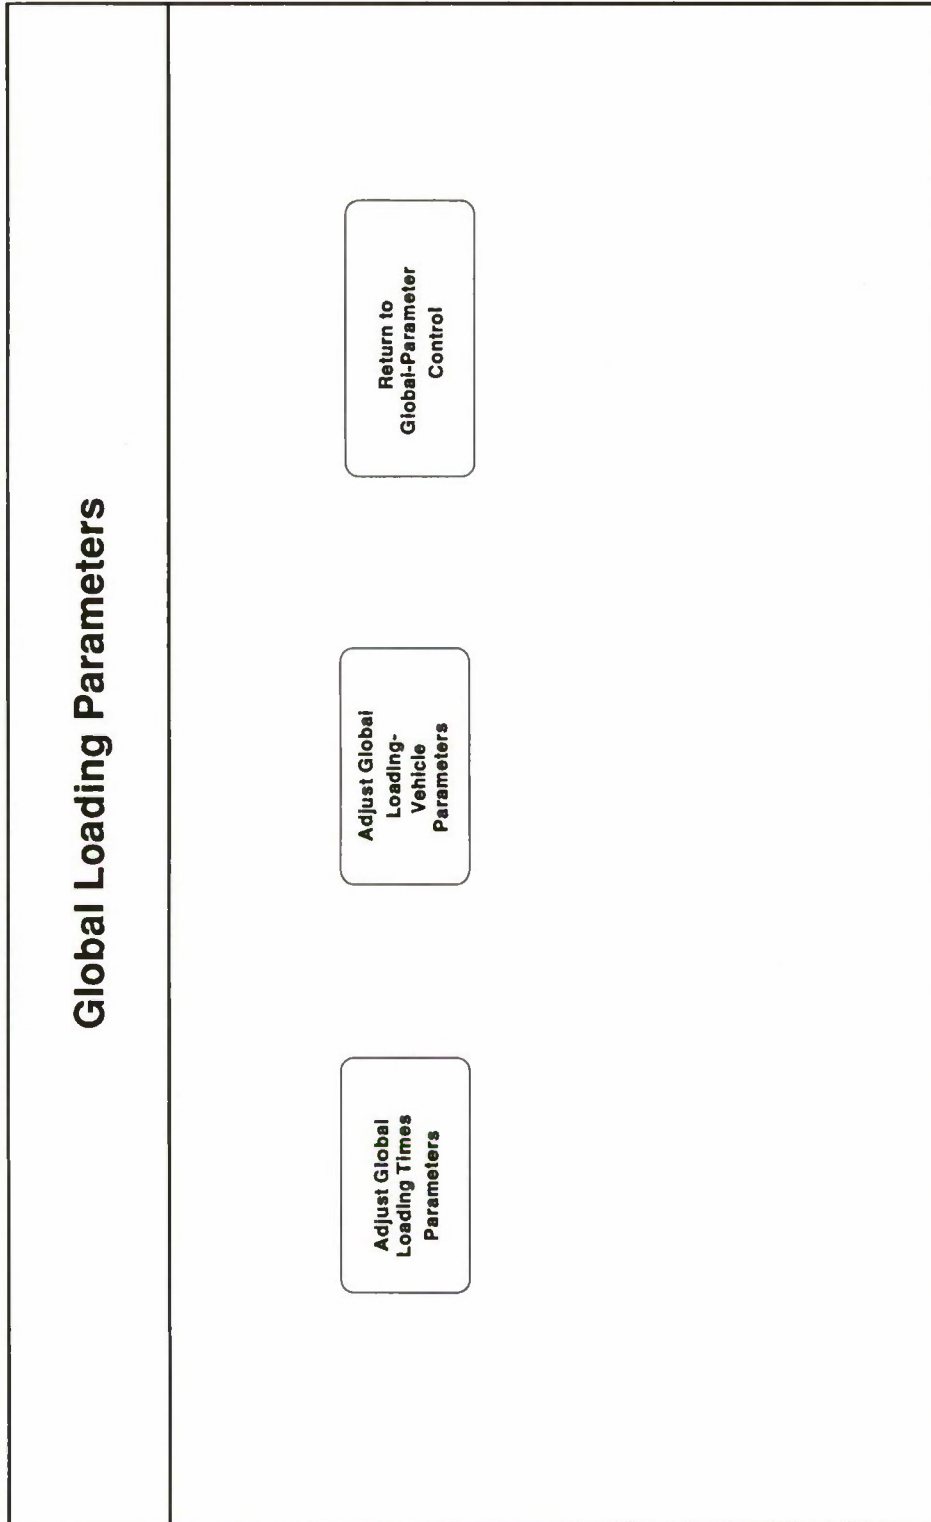 Global Loading Parameters
Adjust Global
Loading Times
Parameters
Adjust Global
Loading-
Vehicle
Parameters
Return to
Global-Parameter
Control